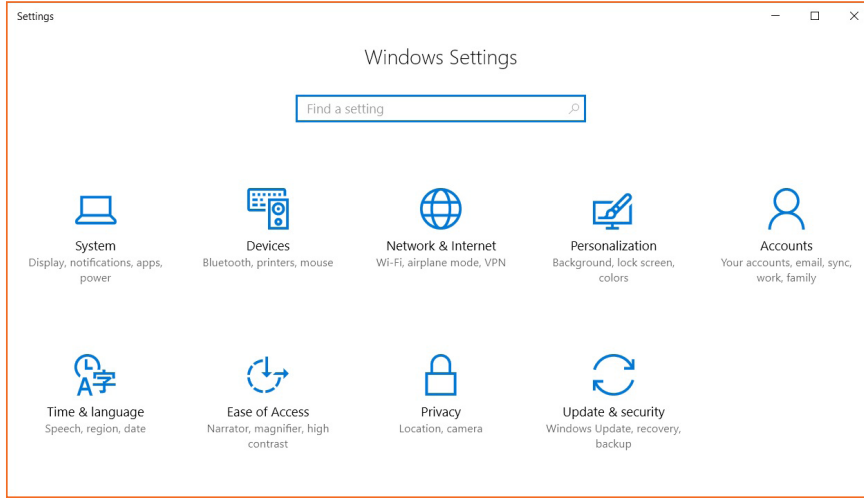 Settings
Windows Settings
Find a setting
System
Display, notifications, apps,
power
Devices
Bluetooth, printers, mouse
Network & Internet
Wi-Fi, airplane mode, VPN
Personalization
Background, lock screen,
colors
Accounts
Your accounts, email, sync,
work, family
A字
Time & language
Speech, region, date
Ease of Access
Narrator, magnifier, high
contrast
Privacy
Location, camera
Update & security
Windows Update, recovery,
backup